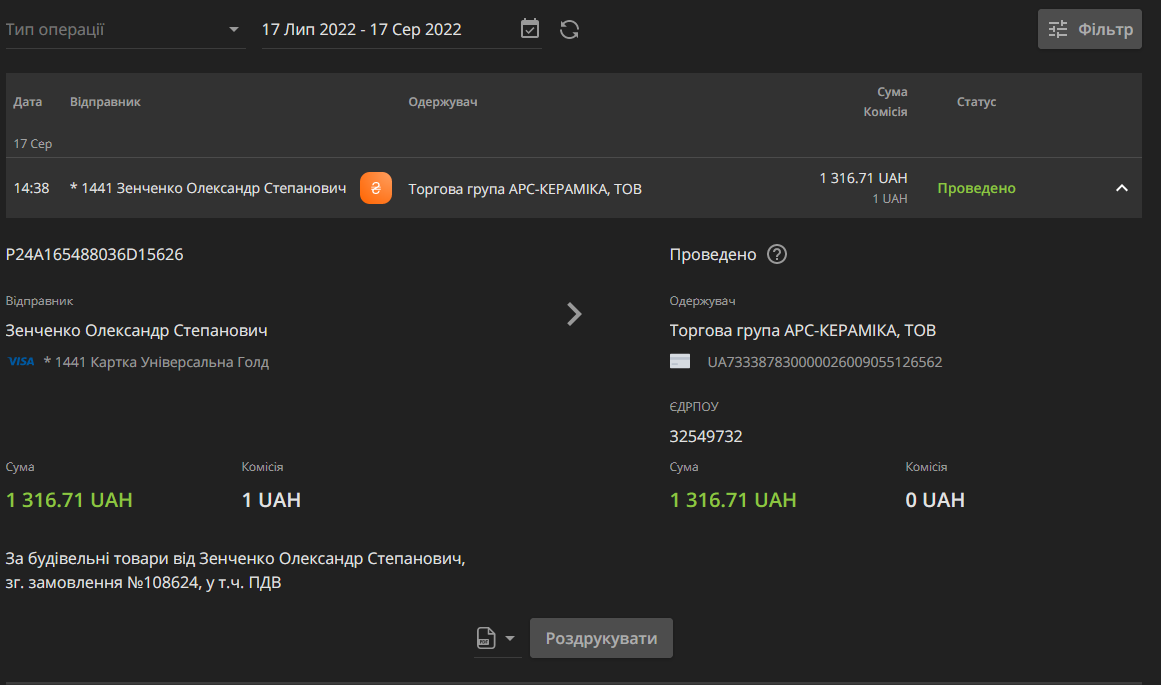 Тип операції
17 Лип 2022 - 17 Сер 2022
Фільтр
Дата Відправник Одержувач Сума Комісія Статус
17 Сер
14:38 * 1441 Зенченко Олександр Степанович ₴ Торгова група АРС-КЕРАМІКА, ТОВ 1 316.71 UAH Проведено
1 UAH
P24A165488036D15626
Проведено ?
Відправник
Одержувач
Зенченко Олександр Степанович
Торгова група АРС-КЕРАМІКА, ТОВ
VISA * 1441 Картка Універсальна Голд
UA733387830000026009055126562
ЄДРПОУ
32549732
Сума Комісія
Сума Комісія
1 316.71 UAH 1 UAH
1 316.71 UAH 0 UAH
За будівельні товари від Зенченко Олександр Степанович,
зг. замовлення №108624, у т.ч. ПДВ
PDF
Роздрукувати